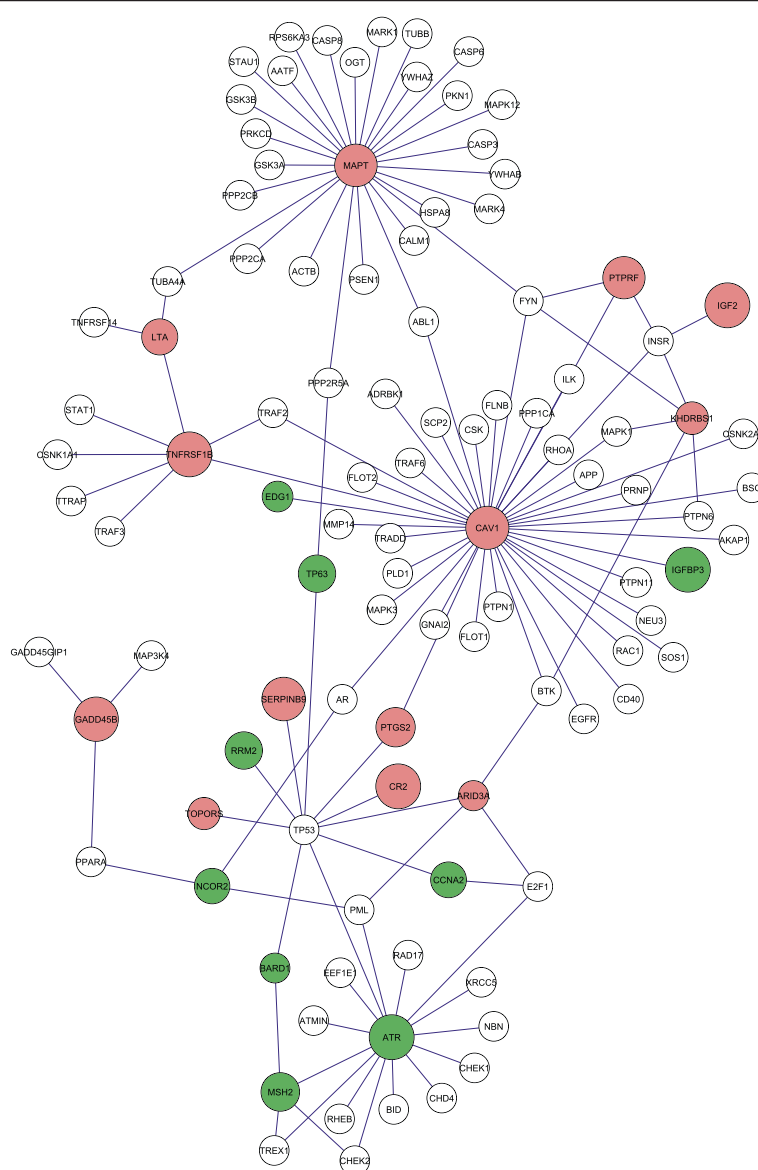 RPS6KA3
CASP8
MARK1
TUBB
CASP6
STAU1
AATF
OGT
YWHAZ
GSK3B
PKN1
MAPK12
PRKCD
CASP3
GSK3A
MAPT
YWHAB
PPP2CB
HSPA8
MARK4
CALM1
PPP2CA
ACTB
PSEN1
TUBA4A
FYN
PTPRF
IGF2
TNFRSF14
LTA
ABL1
INSR
PPP2R5A
ILK
ADRBK1
STAT1
TRAF2
SCP2
CSK
FLNB
PPP1CA
MAPK1
KHDRBS1
CSNK2A
CSNK1A1
TNFRSF1B
FLOT2
TRAF6
RHOA
APP
PRNP
BSG
TTRAP
EDG1
TRAF3
MMP14
TRADD
CAV1
PTPN6
AKAP1
TP63
PLD1
IGFBP3
PTPN11
MAPK3
GNAI2
PTPN1
FLOT1
NEU3
RAC1
SOS1
GADD45GIP1
MAP3K4
SERPINB9
AR
BTK
CD40
EGFR
GADD45B
PTGS2
RRM2
CR2
ARID3A
TOPORS
TP53
PPARA
NCOR2
CCNA2
E2F1
PML
BARD1
EEF1E1
RAD17
XRCC5
ATMIN
ATR
NBN
CHEK1
MSH2
RHEB
BID
CHD4
TREX1
CHEK2